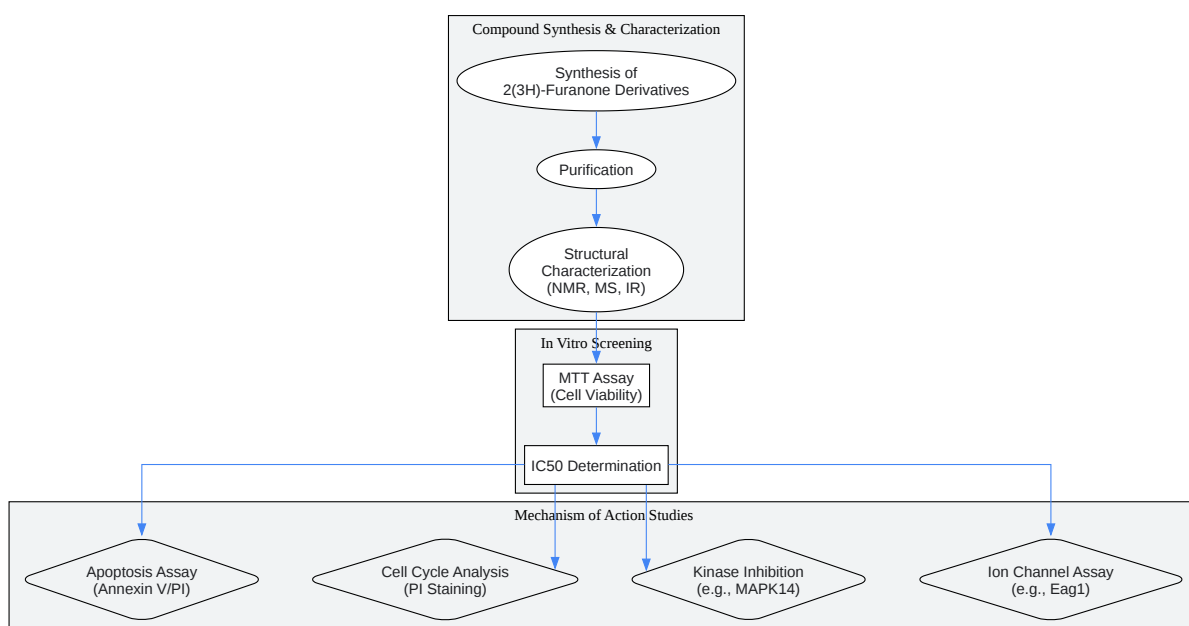 Compound Synthesis & Characterization
Synthesis of
2(3H)-Furanone Derivatives
Purification
Structural
Characterization
(NMR, MS, IR)
In Vitro Screening
MTT Assay
(Cell Viability)
IC50 Determination
Mechanism of Action Studies
Apoptosis Assay
(Annexin V/PI)
Cell Cycle Analysis
(PI Staining)
Kinase Inhibition
(e.g., MAPK14)
Ion Channel Assay
(e.g., Eag1)